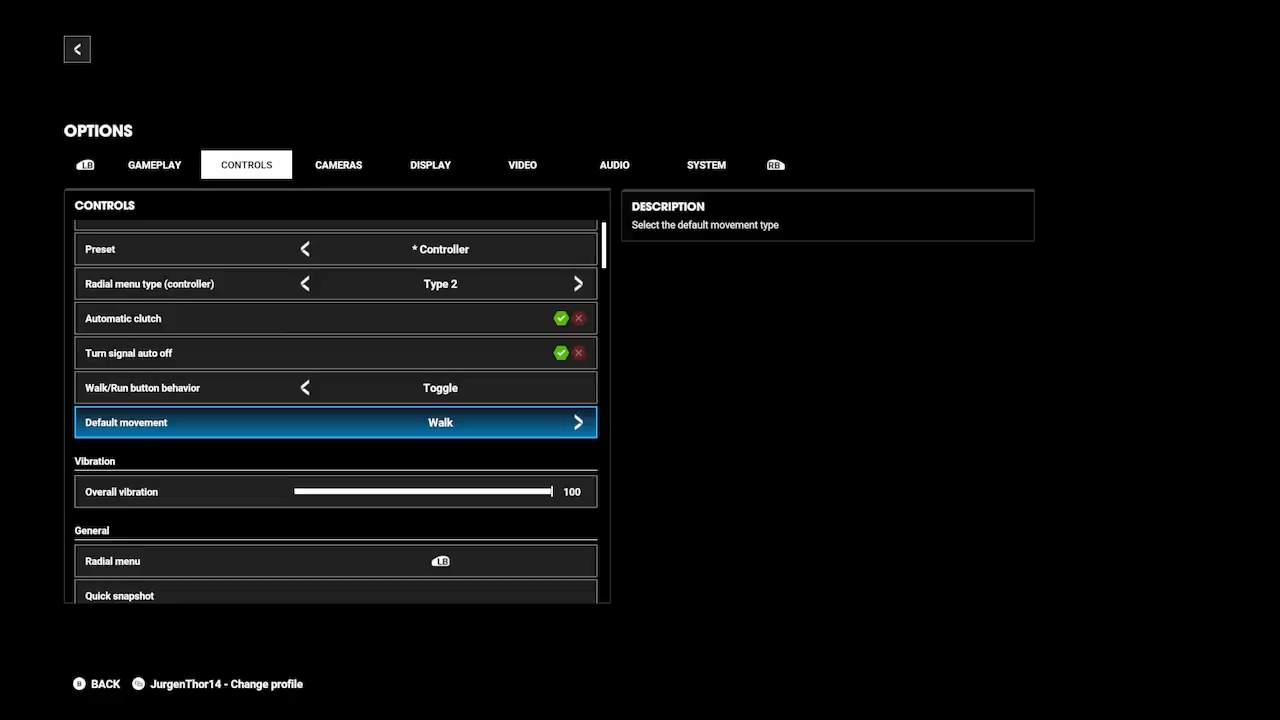 OPTIONS
LB GAMEPLAY CONTROLS CAMERAS DISPLAY VIDEO AUDIO SYSTEM RB
CONTROLS
Preset * Controller
Radial menu type (controller) Type 2
Automatic clutch
Turn signal auto off
Walk/Run button behavior Toggle
Default movement Walk
Vibration
Overall vibration 100
General
Radial menu LB
Quick snapshot
DESCRIPTION
Select the default movement type
B BACK JurgenThor14 - Change profile